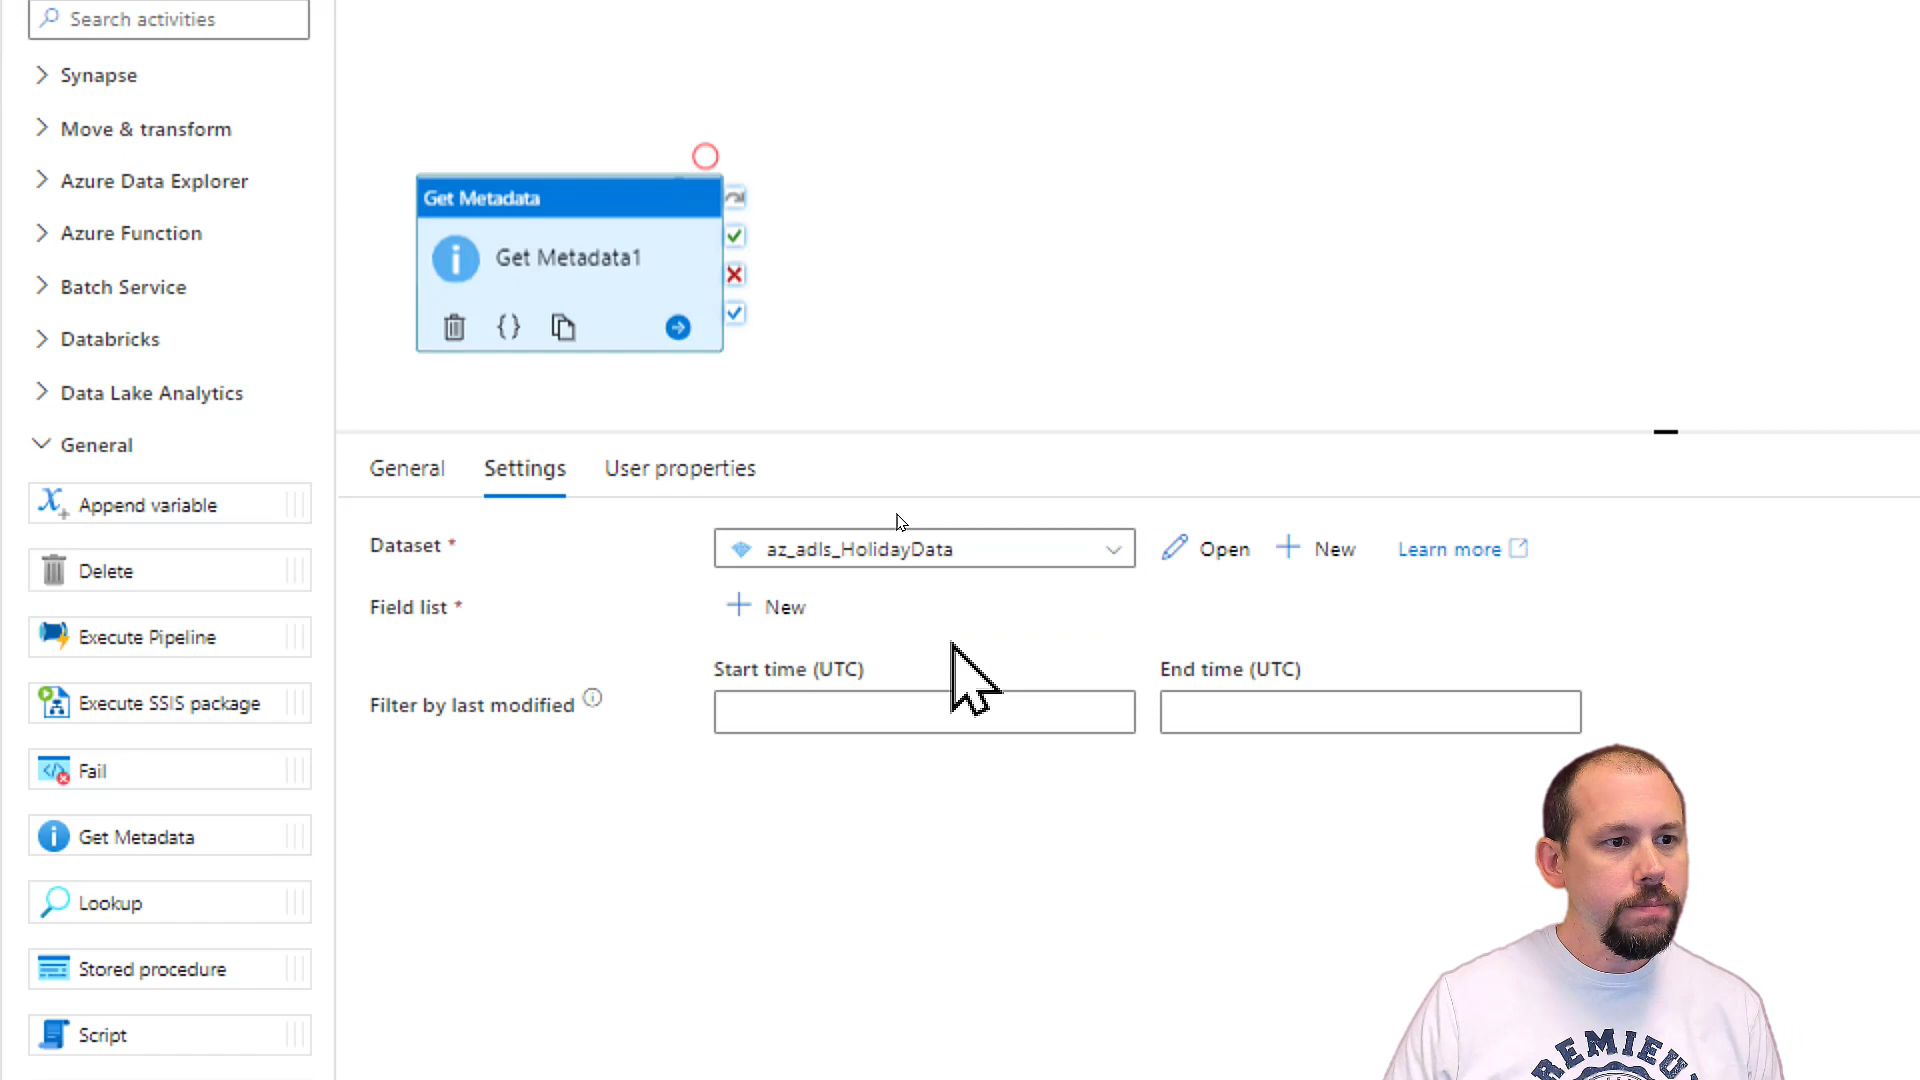 Search activities
Synapse
Move & transform
Azure Data Explorer
Azure Function
Batch Service
Databricks
Data Lake Analytics
General
Append variable
Delete
Execute Pipeline
Execute SSIS package
Fail
Get Metadata
Lookup
Stored procedure
Script
Get Metadata
Get Metadata1
General Settings User properties
Dataset * az_adls_HolidayData Open New Learn more
Field list * New
Start time (UTC) End time (UTC)
Filter by last modified